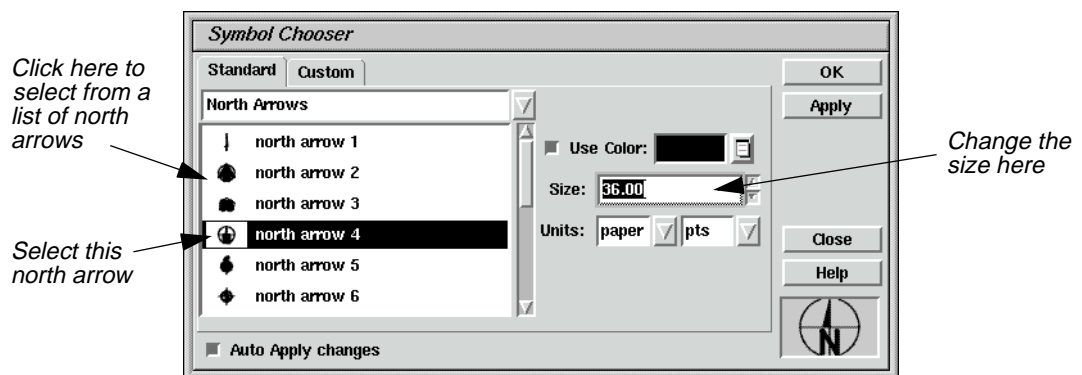 Symbol Chooser
Click here to
select from a
list of north
arrows
Select this
north arrow
Standard Custom
North Arrows
north arrow 1
north arrow 2
north arrow 3
north arrow 4
north arrow 5
north arrow 6
Auto Apply changes
Use Color:
Size: 36.00
Units: paper pts
OK
Apply
Close
Help
N
Change the
size here